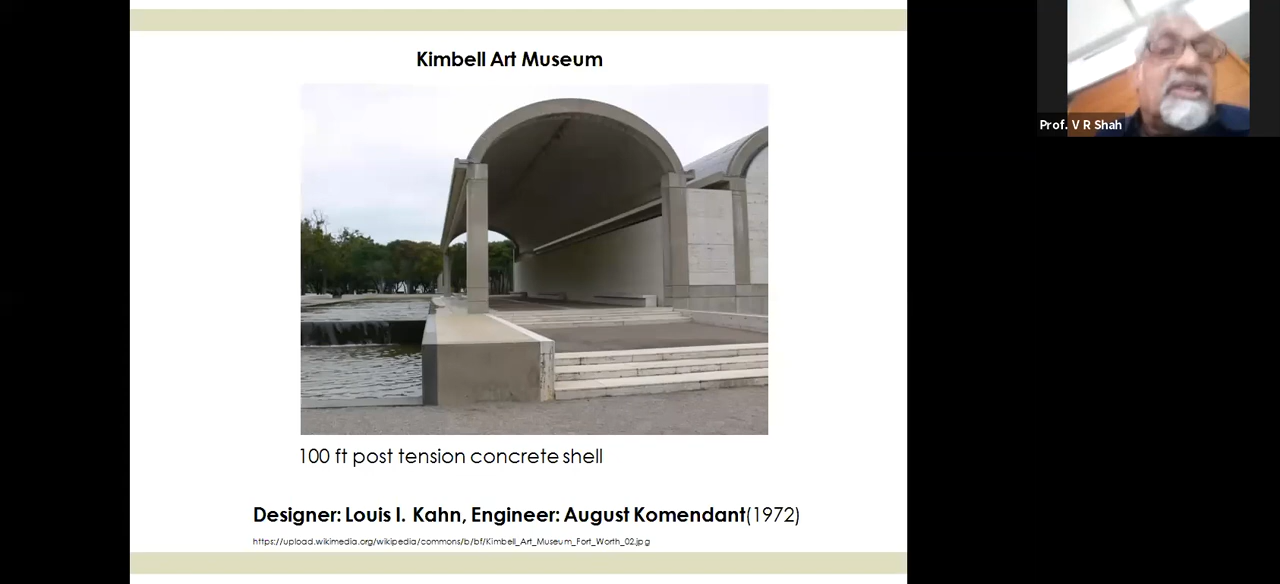 Kimbell Art Museum
Prof. V R Shah
100 ft post tension concrete shell
Designer: Louis I. Kahn, Engineer: August Komendant(1972)
https://upload.wikimedia.org/wikipedia/commons/b/bf/Kimbell_Art_Museum_Fort_Worth_02.jpg